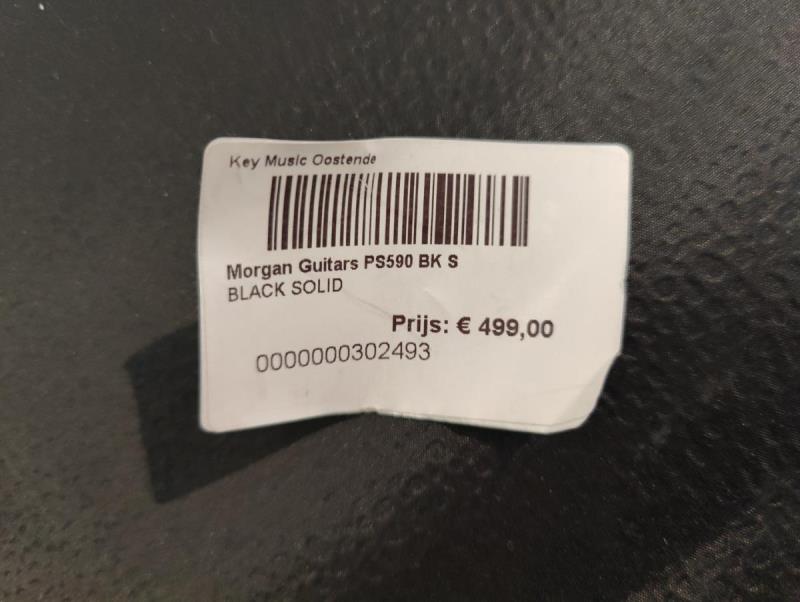 Key Music Oostende
Morgan Guitars PS590 BK S
BLACK SOLID
Prijs: € 499,00
0000000302493